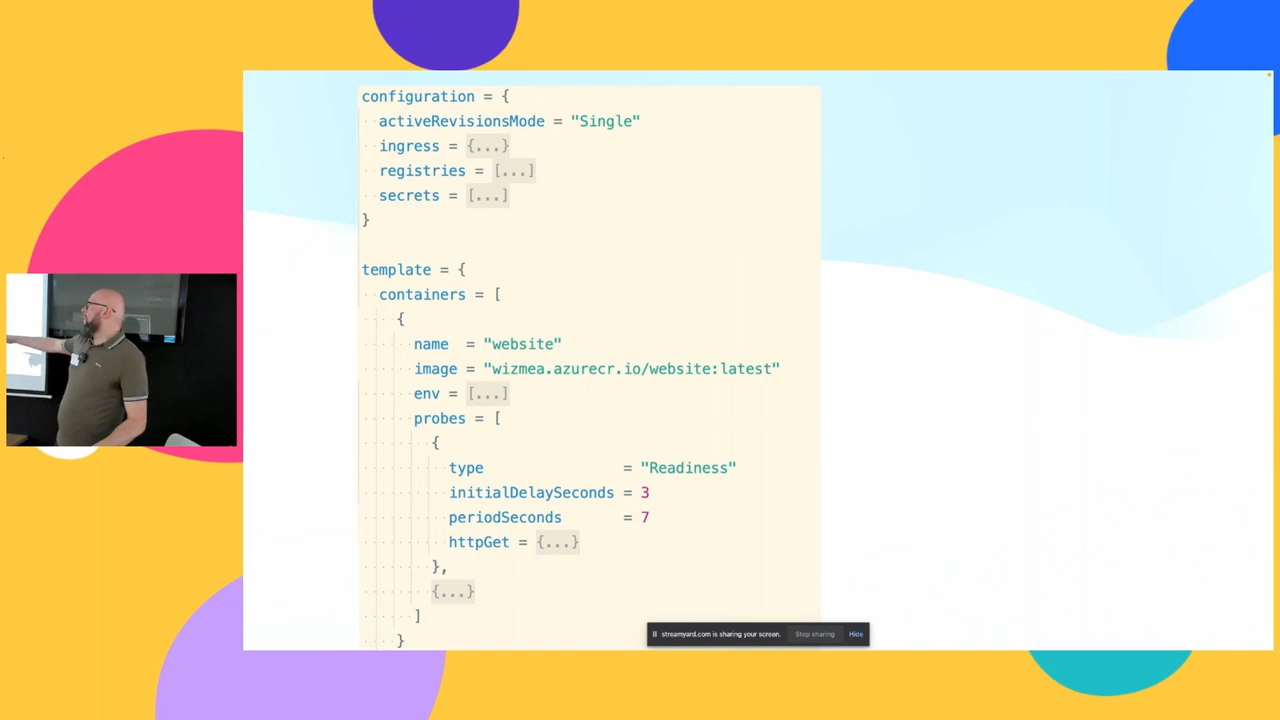 configuration = {
activeRevisionsMode = "Single"
ingress = {...}
registries = [...]
secrets = [...]
}
template = {
containers = [
{
name = "website"
image = "wizmea.azurecr.io/website:latest"
env = [...]
probes = [
{
type = "Readiness"
initialDelaySeconds = 3
periodSeconds = 7
httpGet = {...}
},
{...}
]
}
streamyard.com is sharing your screen. Stop sharing Hide